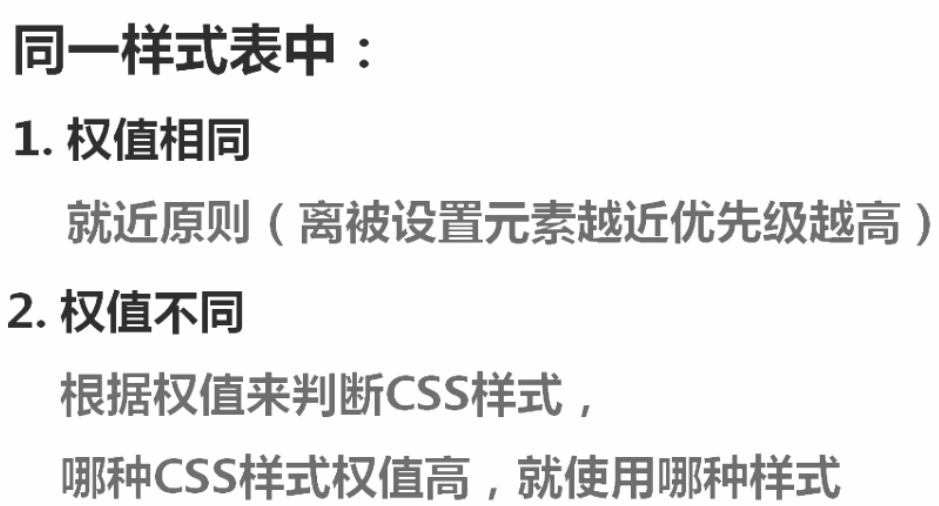 同一样式表中：
1. 权值相同
就近原则（离被设置元素越近优先级越高）
2. 权值不同
根据权值来判断CSS样式，
哪种CSS样式权值高，就使用哪种样式